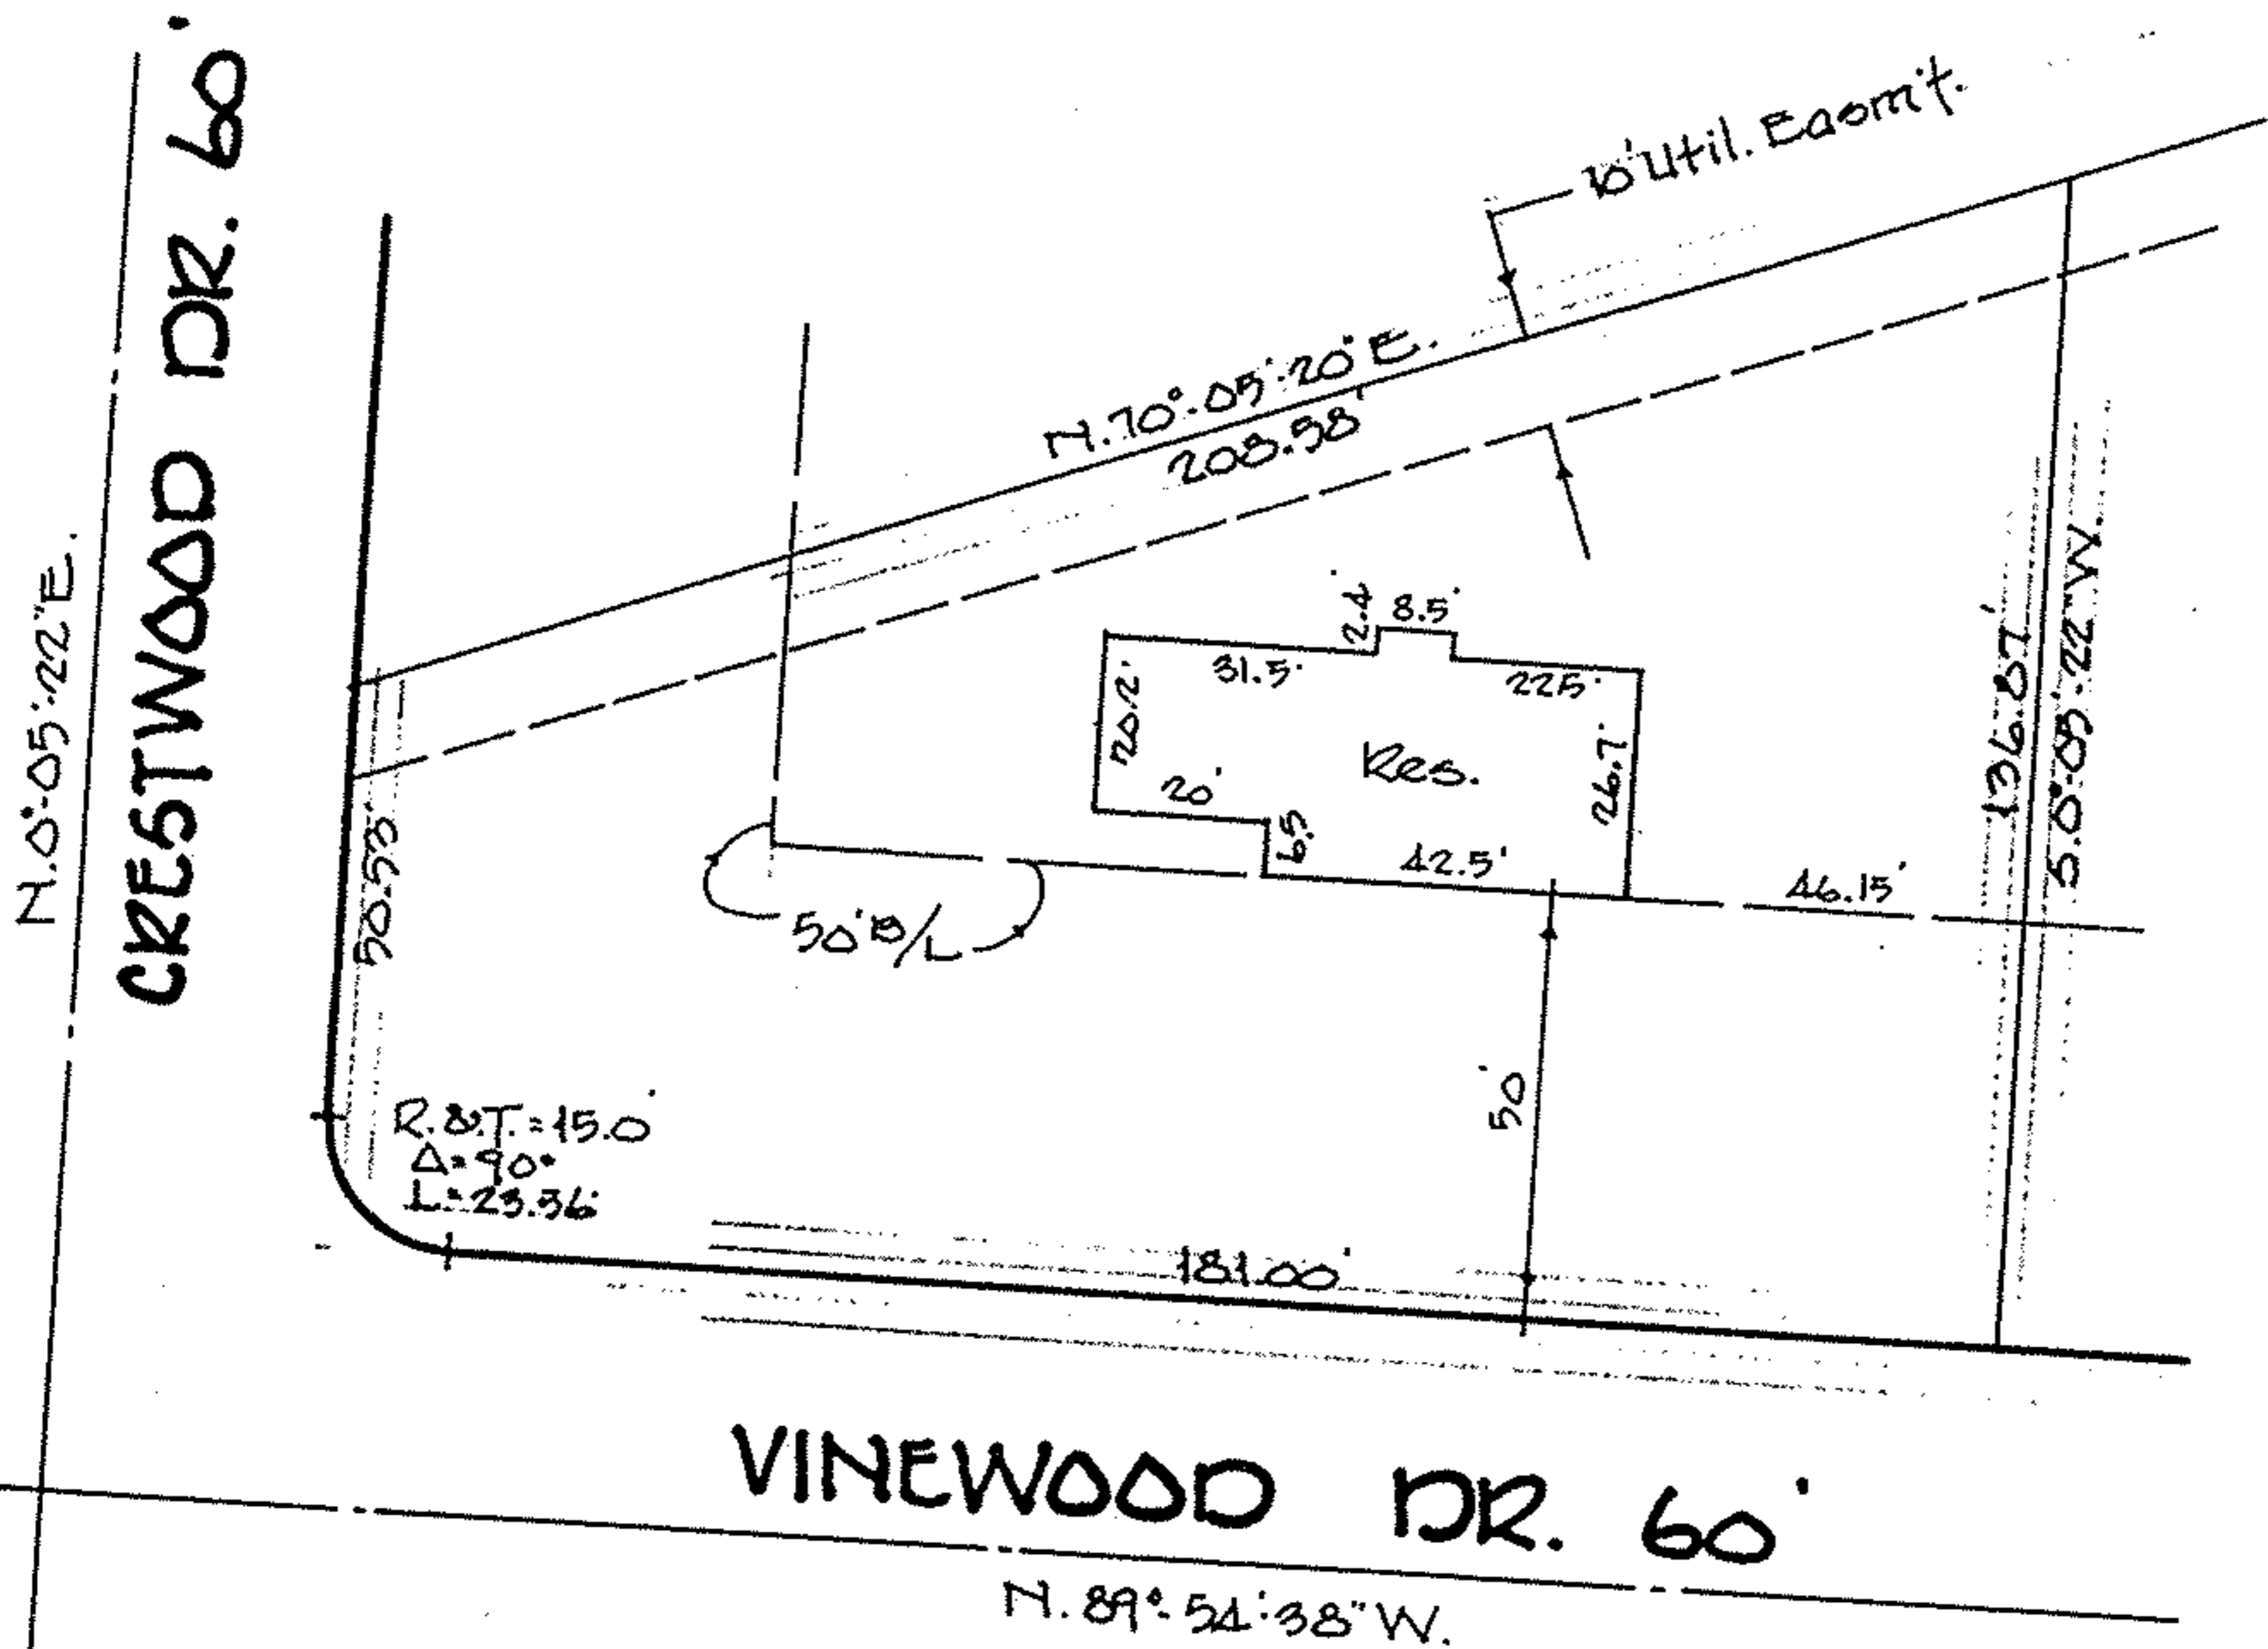 CRESTWOOD DR. 60'
N.0°-05'-22"E.
10' Util. Easm't.
N.70°-05'-20"E.
208.58'
31.5'
2.4'
8.5'
22.5'
20.2'
Res.
26.7'
20'
6.5
42.5'
46.15'
136.87'
S.0°-05'-22"W.
50' B/L
50.53'
50'
R.&T.=15.0'
Δ=90°
L=23.56'
181.00'
VINEWOOD DR. 60'
N.89°-54'-38"W.